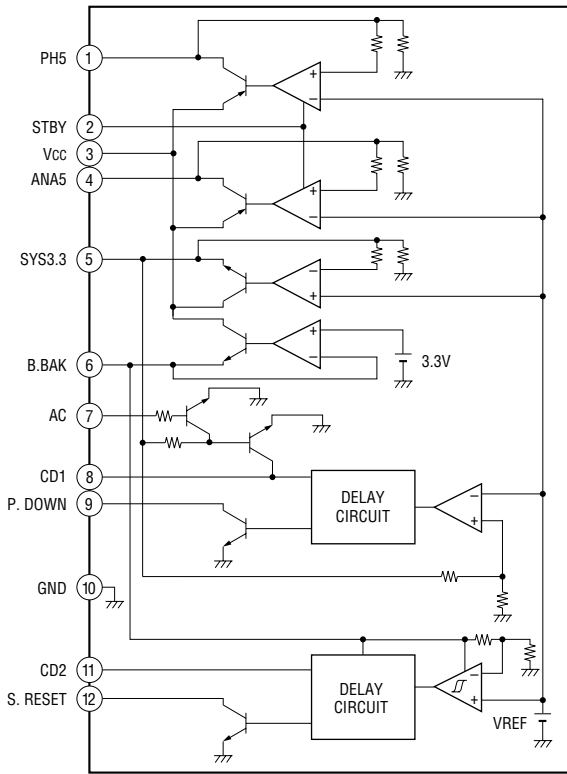 PH5 1
STBY 2
VCC 3
ANA5 4
SYS3.3 5
B.BAK 6
3.3V
AC 7
CD1 8
P. DOWN 9
DELAY
CIRCUIT
GND 10
CD2 11
S. RESET 12
DELAY
CIRCUIT
VREF
+
−
+
−
−
+
+
−
−
+
−
+